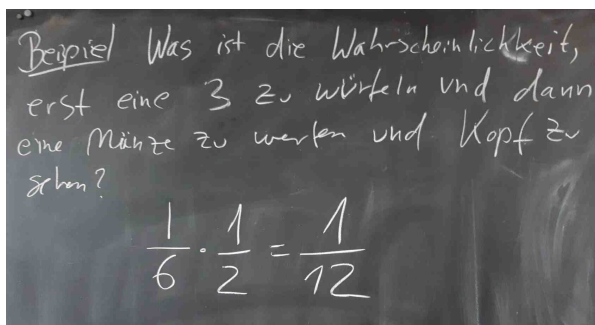 Beispiel Was ist die Wahrscheinlichkeit,
erst eine 3 zu würfeln und dann
eine Münze zu werfen und Kopf zu
sehen?
1/6 · 1/2 = 1/12